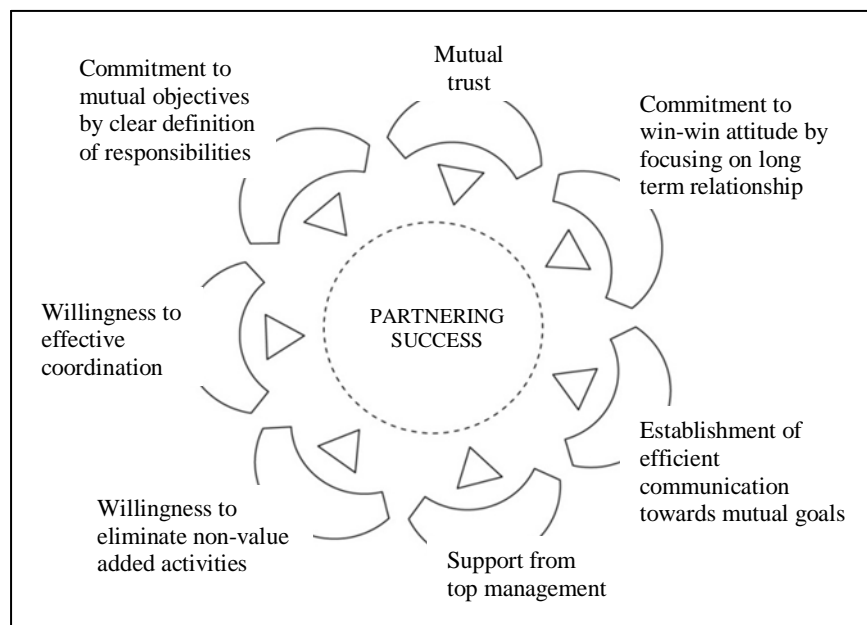 Mutual
trust
Commitment to
mutual objectives
by clear definition
of responsibilities
Commitment to
win-win attitude by
focusing on long
term relationship
Willingness to
effective
coordination
PARTNERING
SUCCESS
Establishment of
efficient
communication
towards mutual goals
Willingness to
eliminate non-value
added activities
Support from
top management